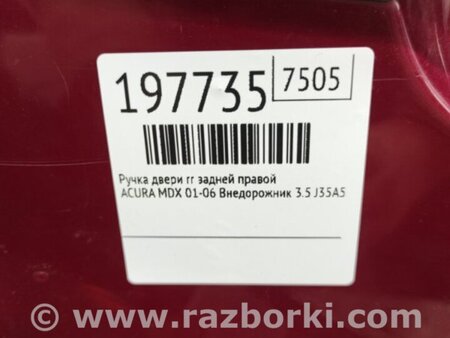 197735 7505
Ручка двери rr задней правой
ACURA MDX 01-06 Внедорожник 3.5 J35A5
© www.razborki.com